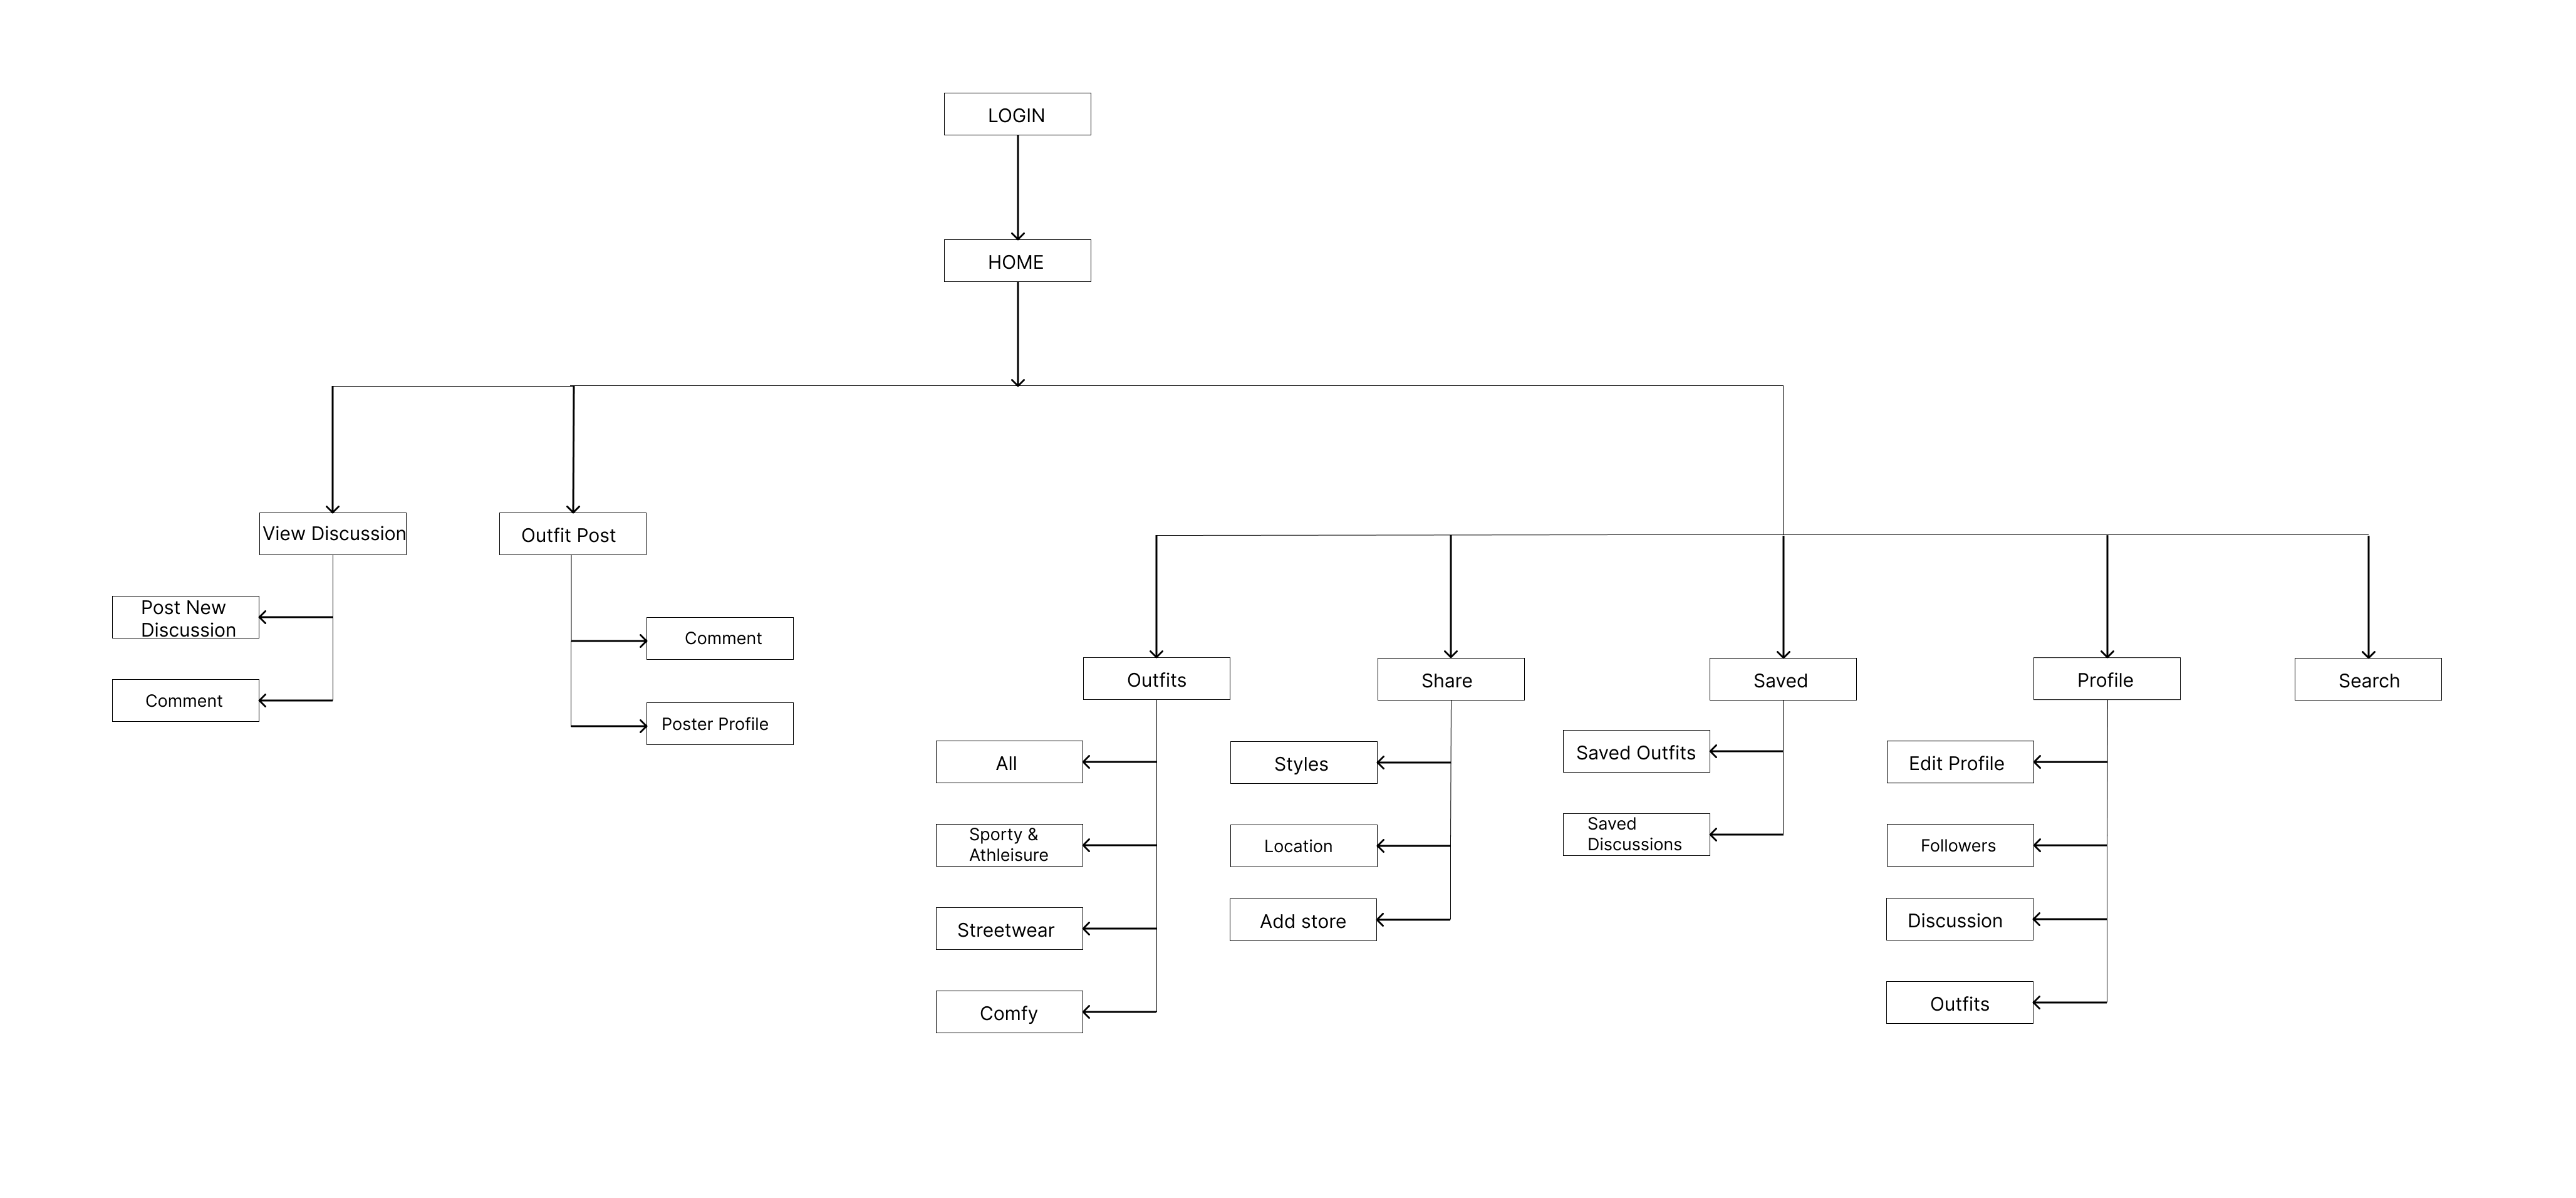 LOGIN
HOME
View Discussion
Outfit Post
Post New
Discussion
Comment
Comment
Poster Profile
Outfits
Share
Saved
Profile
Search
All
Sporty &
Athleisure
Streetwear
Comfy
Styles
Location
Add store
Saved Outfits
Saved
Discussions
Edit Profile
Followers
Discussion
Outfits